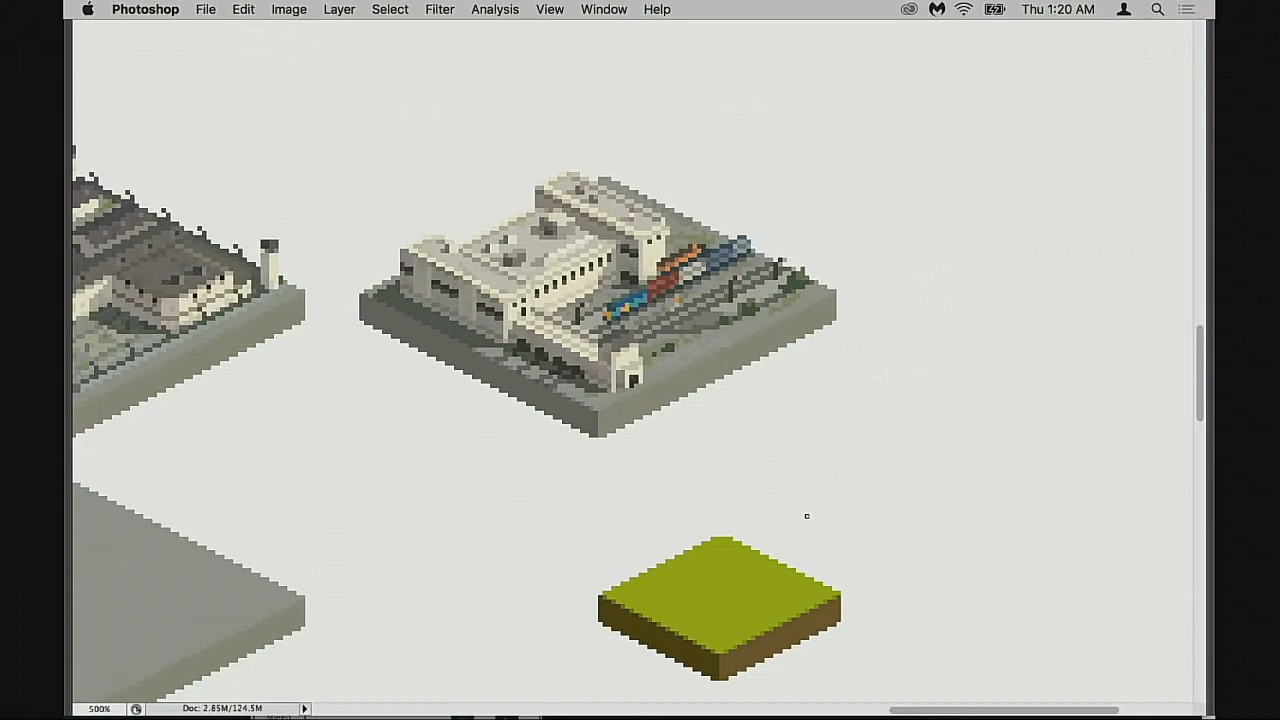 Photoshop File Edit Image Layer Select Filter Analysis View Window Help Thu 1:20 AM
500% Doc: 2.85M/124.5M